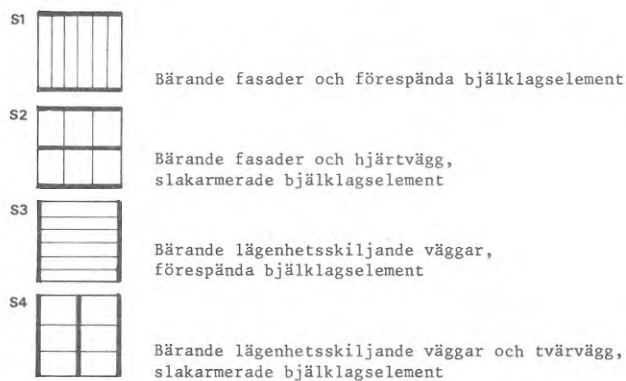 S1
Bärande fasader och förespända bjälklagselement
S2
Bärande fasader och hjärtvägg,
slakarmerade bjälklagselement
S3
Bärande lägenhetsskiljande väggar,
förespända bjälklagselement
S4
Bärande lägenhetsskiljande väggar och tvärvägg,
slakarmerade bjälklagselement